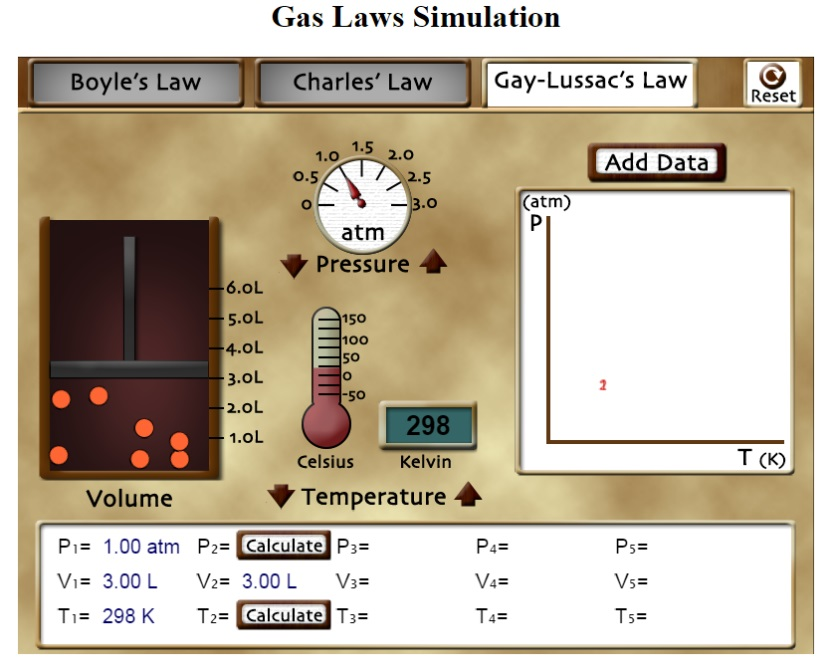 Gas Laws Simulation
Boyle's Law
Charles' Law
Gay-Lussac's Law
Reset
0
0.5
1.0
1.5
2.0
2.5
3.0
atm
Pressure
Add Data
(atm)
P
T (K)
6.0L
5.0L
4.0L
3.0L
2.0L
1.0L
Volume
150
100
50
0
-50
Celsius
298
Kelvin
Temperature
P1= 1.00 atm P2= Calculate P3= P4= P5=
V1= 3.00 L V2= 3.00 L V3= V4= V5=
T1= 298 K T2= Calculate T3= T4= T5=